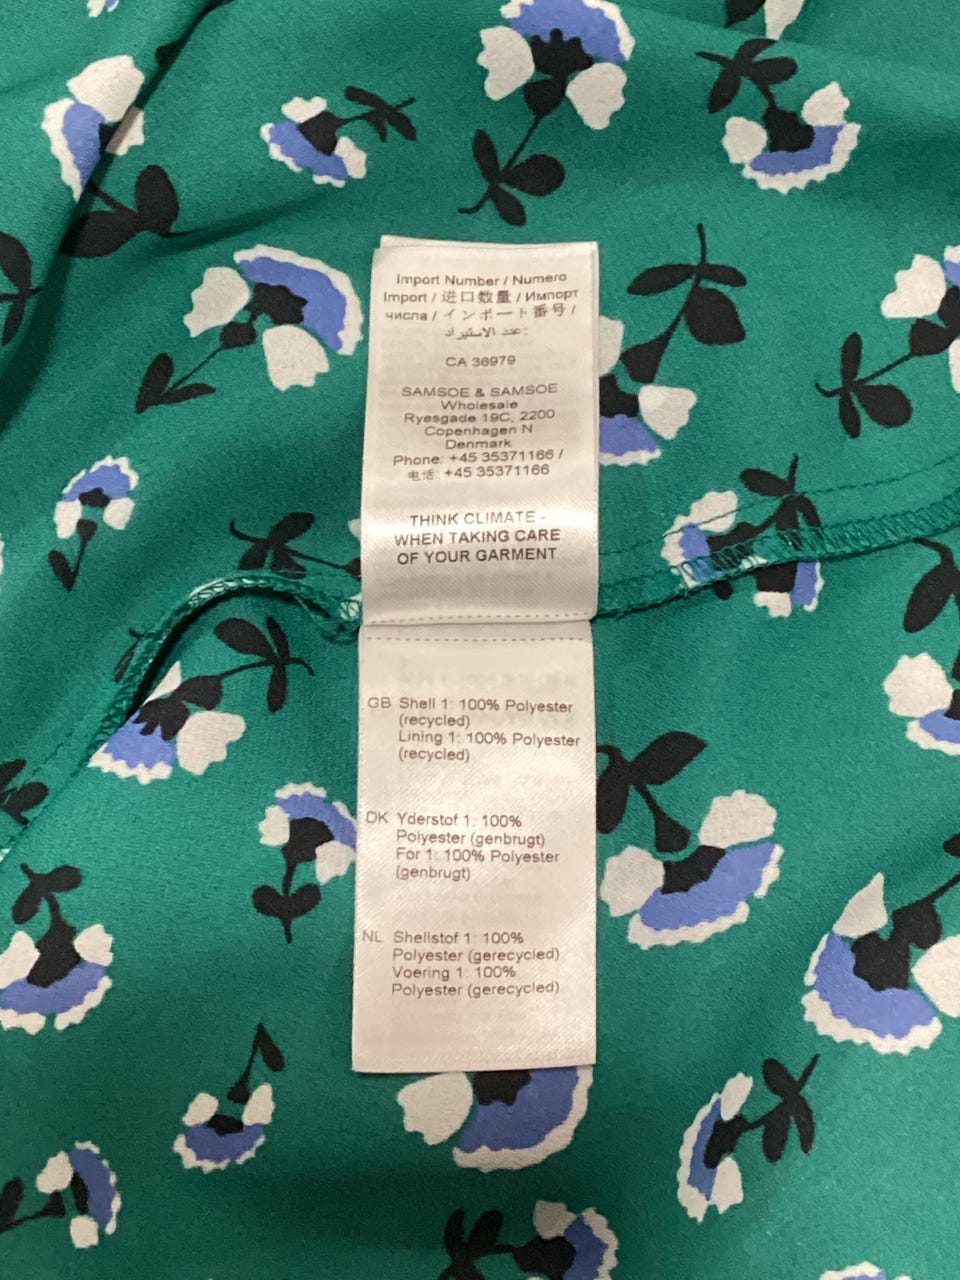 Import Number / Numero
Import / 进口数量 / Импорт
числа / インポート番号 /
عدد الاستيراد:
CA 36979
SAMSOE & SAMSOE
Wholesale
Ryesgade 19C, 2200
Copenhagen N
Denmark
Phone: +45 35371166 /
电话: +45 35371166
THINK CLIMATE -
WHEN TAKING CARE
OF YOUR GARMENT
GB Shell 1: 100% Polyester
(recycled)
Lining 1: 100% Polyester
(recycled)
DK Yderstof 1: 100%
Polyester (genbrugt)
For 1: 100% Polyester
(genbrugt)
NL Shellstof 1: 100%
Polyester (gerecycled)
Voering 1: 100%
Polyester (gerecycled)